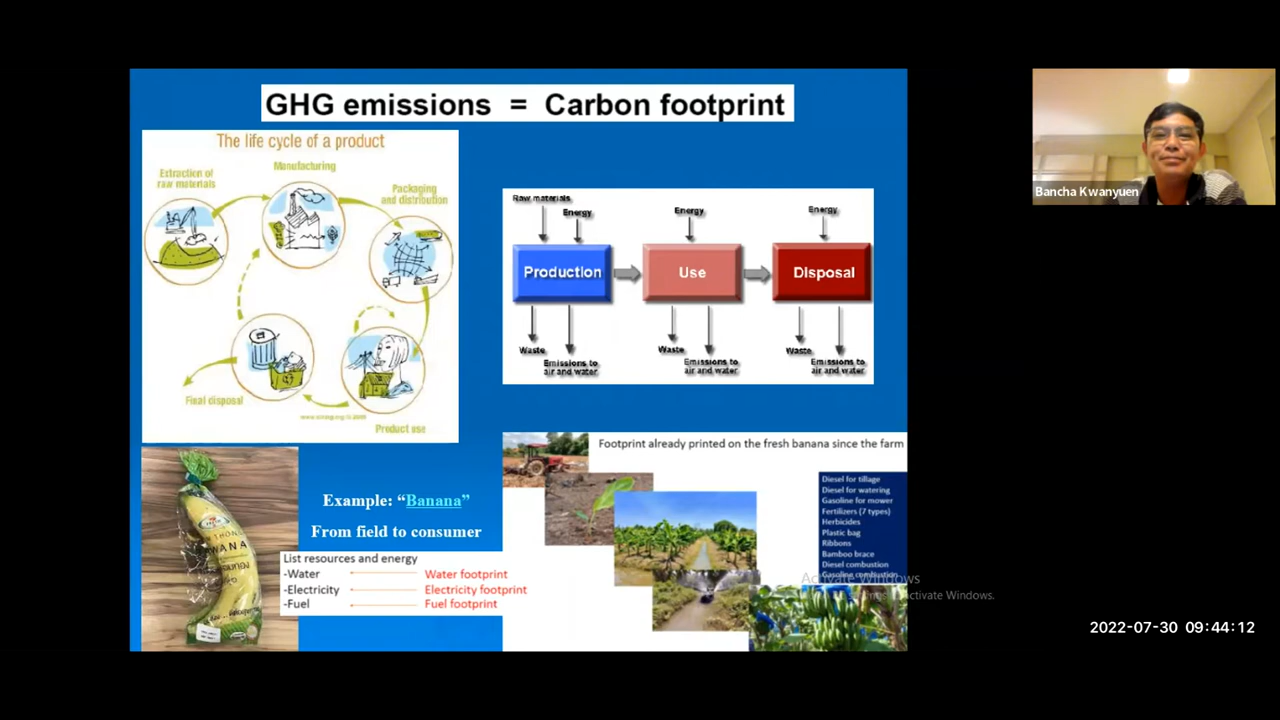 GHG emissions = Carbon footprint
The life cycle of a product
Extraction of
raw materials
Manufacturing
Packaging
and distribution
Final disposal
Product use
Raw materials
Energy
Energy
Energy
Production
Use
Disposal
Waste
Emissions to
air and water
Waste
Emissions to
air and water
Waste
Emissions to
air and water
Example: “Banana”
From field to consumer
List resources and energy
-Water
Water footprint
-Electricity
Electricity footprint
-Fuel
Fuel footprint
Footprint already printed on the fresh banana since the farm
Diesel for tillage
Diesel for watering
Gasoline for mower
Fertilizers (7 types)
Herbicides
Plastic bag
Ribbons
Bamboo brace
Diesel combustion
Gasoline combustion
Activate Windows
Activate Windows.
Bancha Kwanyuen
2022-07-30 09:44:12